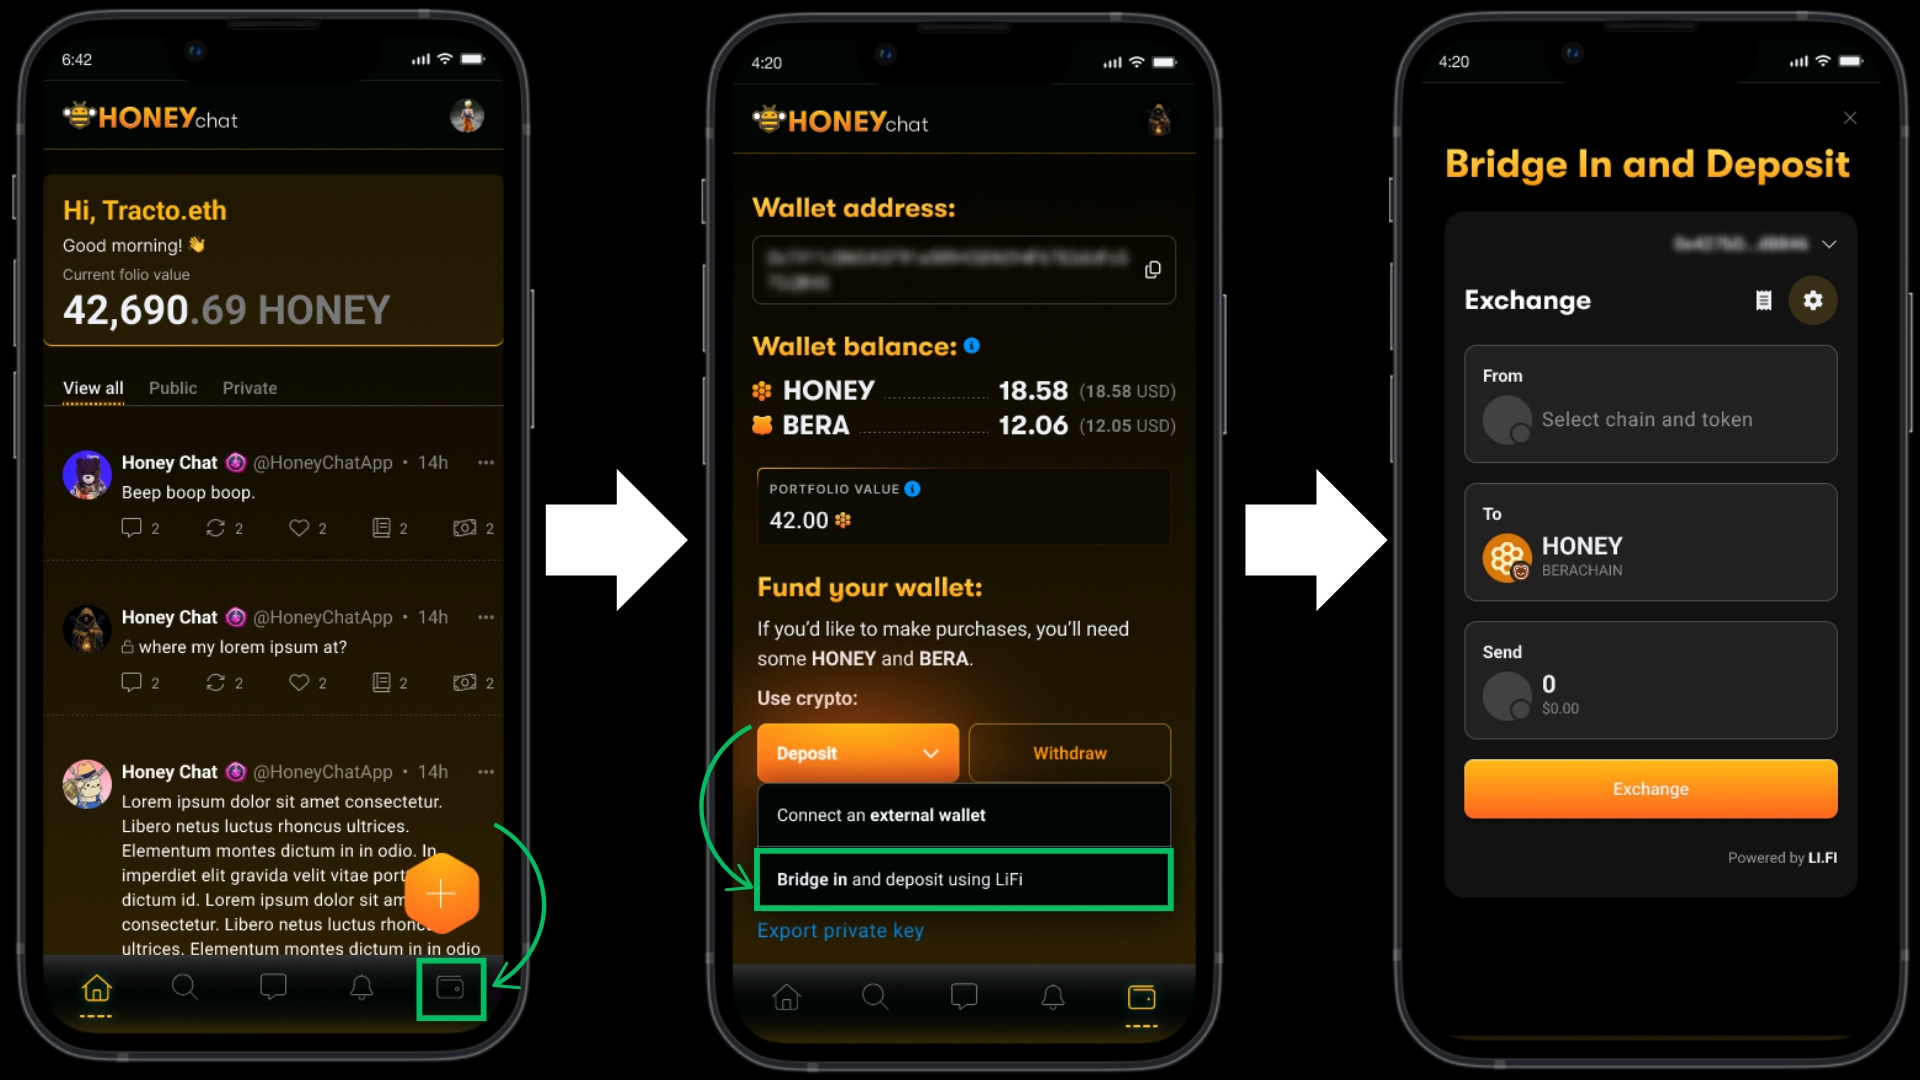 6:42
HONEYchat
Hi, Tracto.eth
Good morning! 👋
Current folio value
42,690.69 HONEY
View all Public Private
Honey Chat @HoneyChatApp · 14h
Beep boop boop.
2 2 2 2 2
Honey Chat @HoneyChatApp · 14h
where my lorem ipsum at?
2 2 2 2 2
Honey Chat @HoneyChatApp · 14h
Lorem ipsum dolor sit amet consectetur.
Libero netus luctus rhoncus ultrices.
Elementum montes dictum in in odio. In
imperdiet elit gravida velit vitae port
dictum id. Lorem ipsum dolor sit am
consectetur. Libero netus luctus rhonc
ultrices. Elementum montes dictum in in odio
4:20
HONEYchat
Wallet address:
Wallet balance:
HONEY 18.58 (18.58 USD)
BERA 12.06 (12.05 USD)
PORTFOLIO VALUE
42.00
Fund your wallet:
If you’d like to make purchases, you’ll need
some HONEY and BERA.
Use crypto:
Deposit Withdraw
Connect an external wallet
Bridge in and deposit using LiFi
Export private key
4:20
Bridge In and Deposit
Exchange
From
Select chain and token
To
HONEY
BERACHAIN
Send
0
$0.00
Exchange
Powered by LI.FI